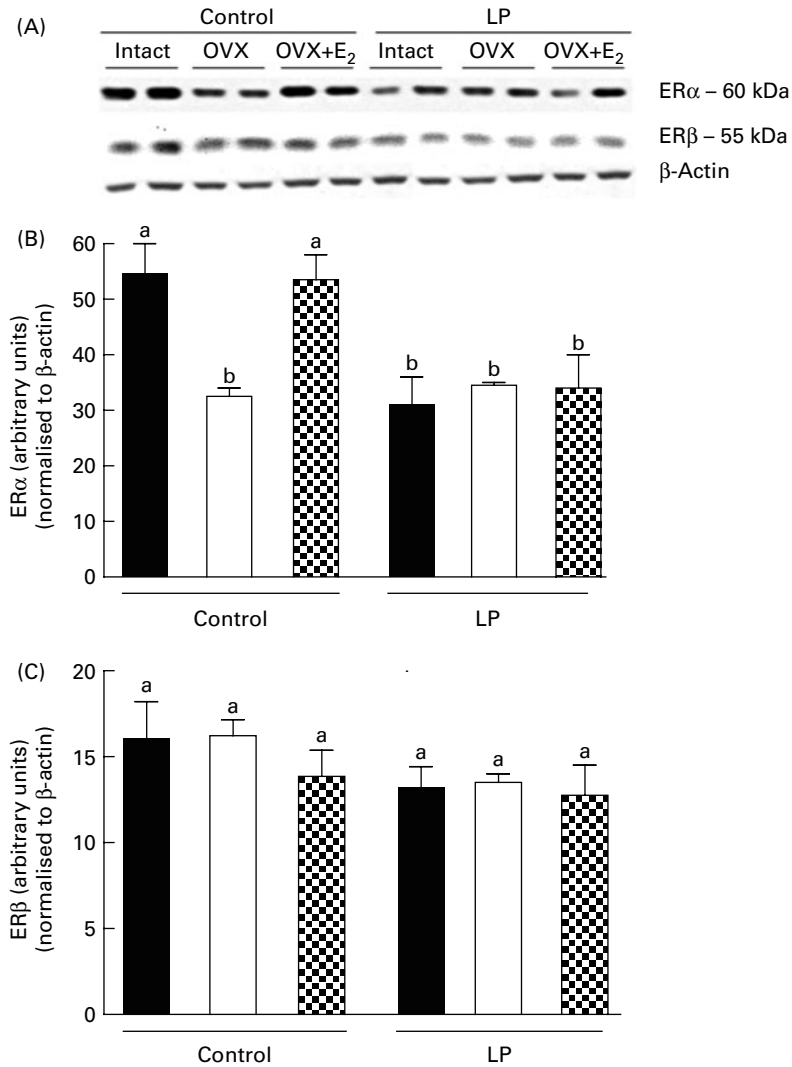 (A)
Control LP
Intact OVX OVX+E₂ Intact OVX OVX+E₂
ERα – 60 kDa
ERβ – 55 kDa
β-Actin
(B)
ERα (arbitrary units)
(normalised to β-actin)
60
50
40
30
20
10
0
a
b
a
b
b
b
Control LP
(C)
ERβ (arbitrary units)
(normalised to β-actin)
20
15
10
5
0
a
a
a
a
a
a
Control LP